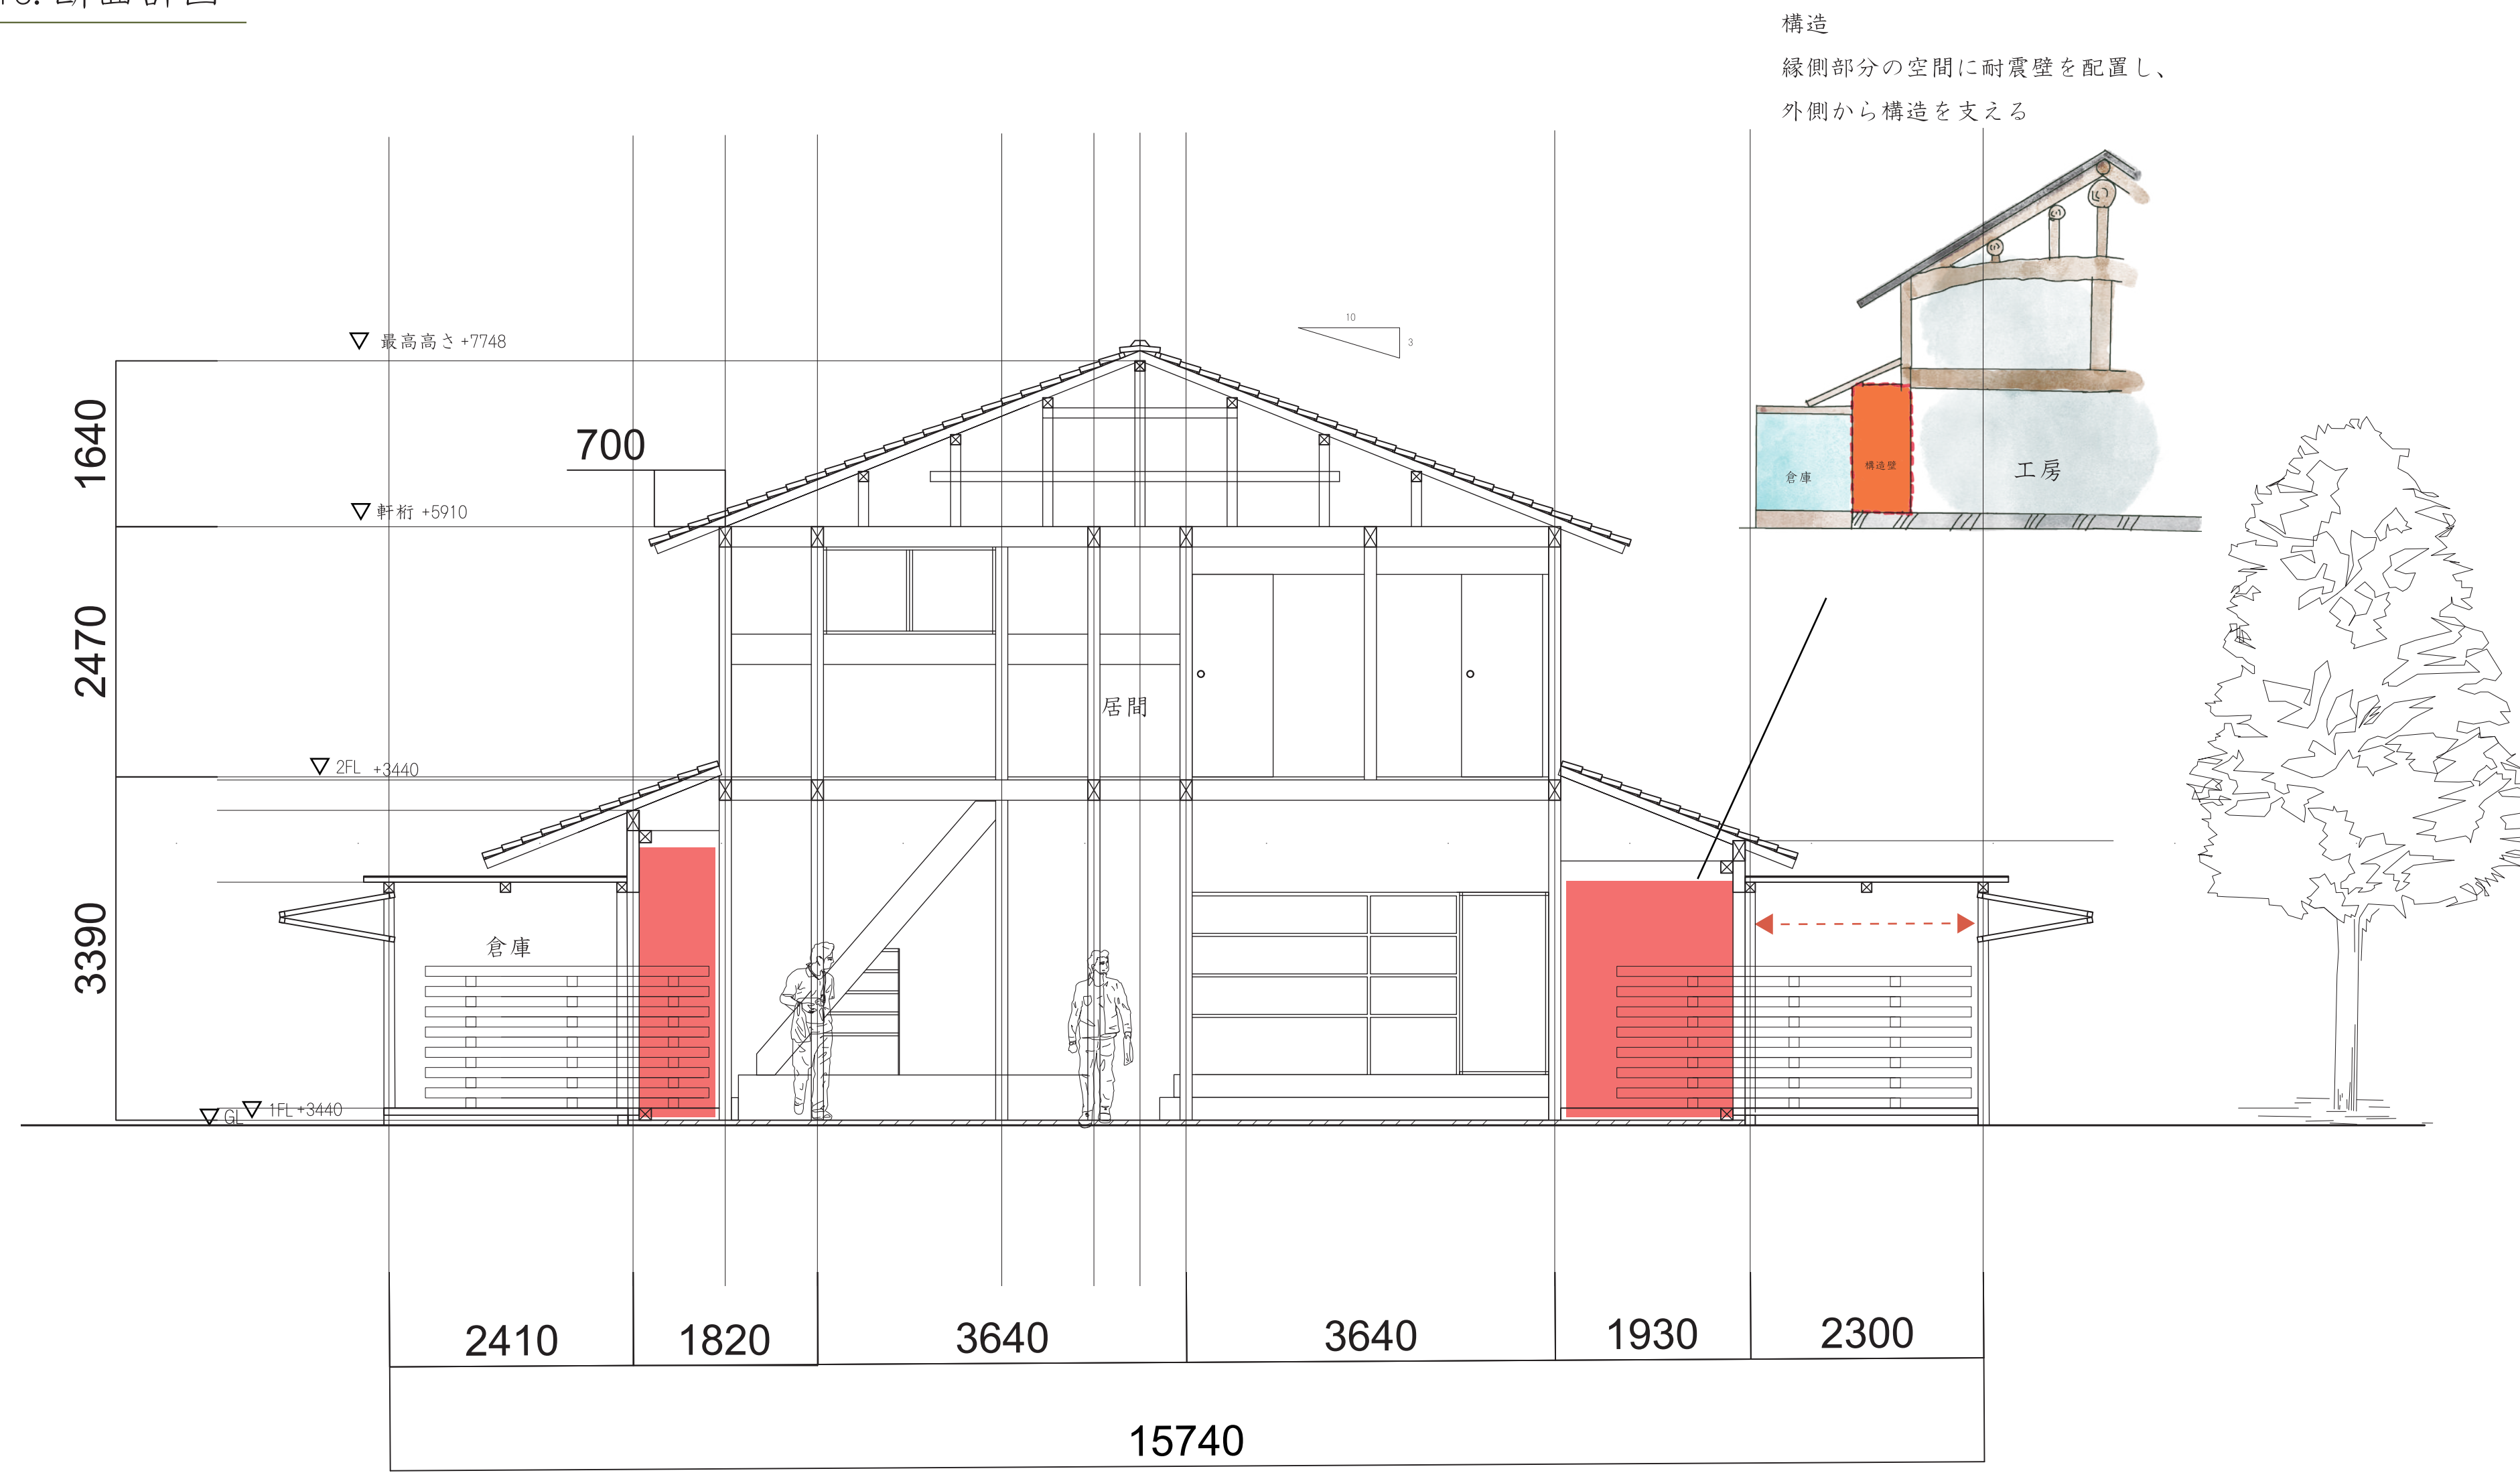 構造
縁側部分の空間に耐震壁を配置し、
外側から構造を支える
最高高さ +7748
10
3
1640
700
軒桁 +5910
倉庫
構造壁
工房
2470
居間
2FL +3440
3390
倉庫
GL
1FL +3440
2410
1820
3640
3640
1930
2300
15740